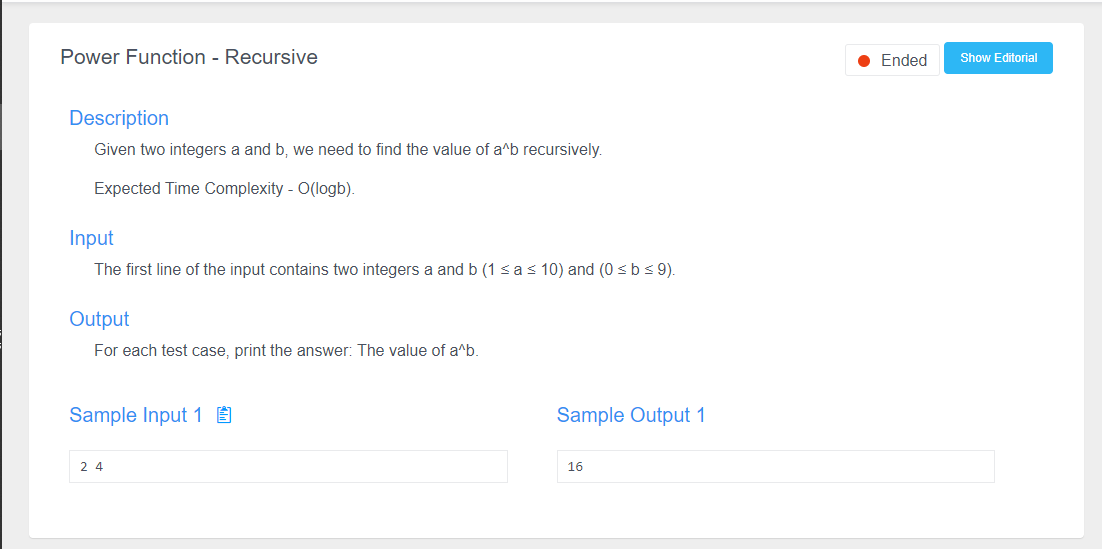 Power Function - Recursive
Ended
Show Editorial
Description
Given two integers a and b, we need to find the value of a^b recursively.
Expected Time Complexity - O(logb).
Input
The first line of the input contains two integers a and b (1 ≤ a ≤ 10) and (0 ≤ b ≤ 9).
Output
For each test case, print the answer: The value of a^b.
Sample Input 1
Sample Output 1
2 4
16